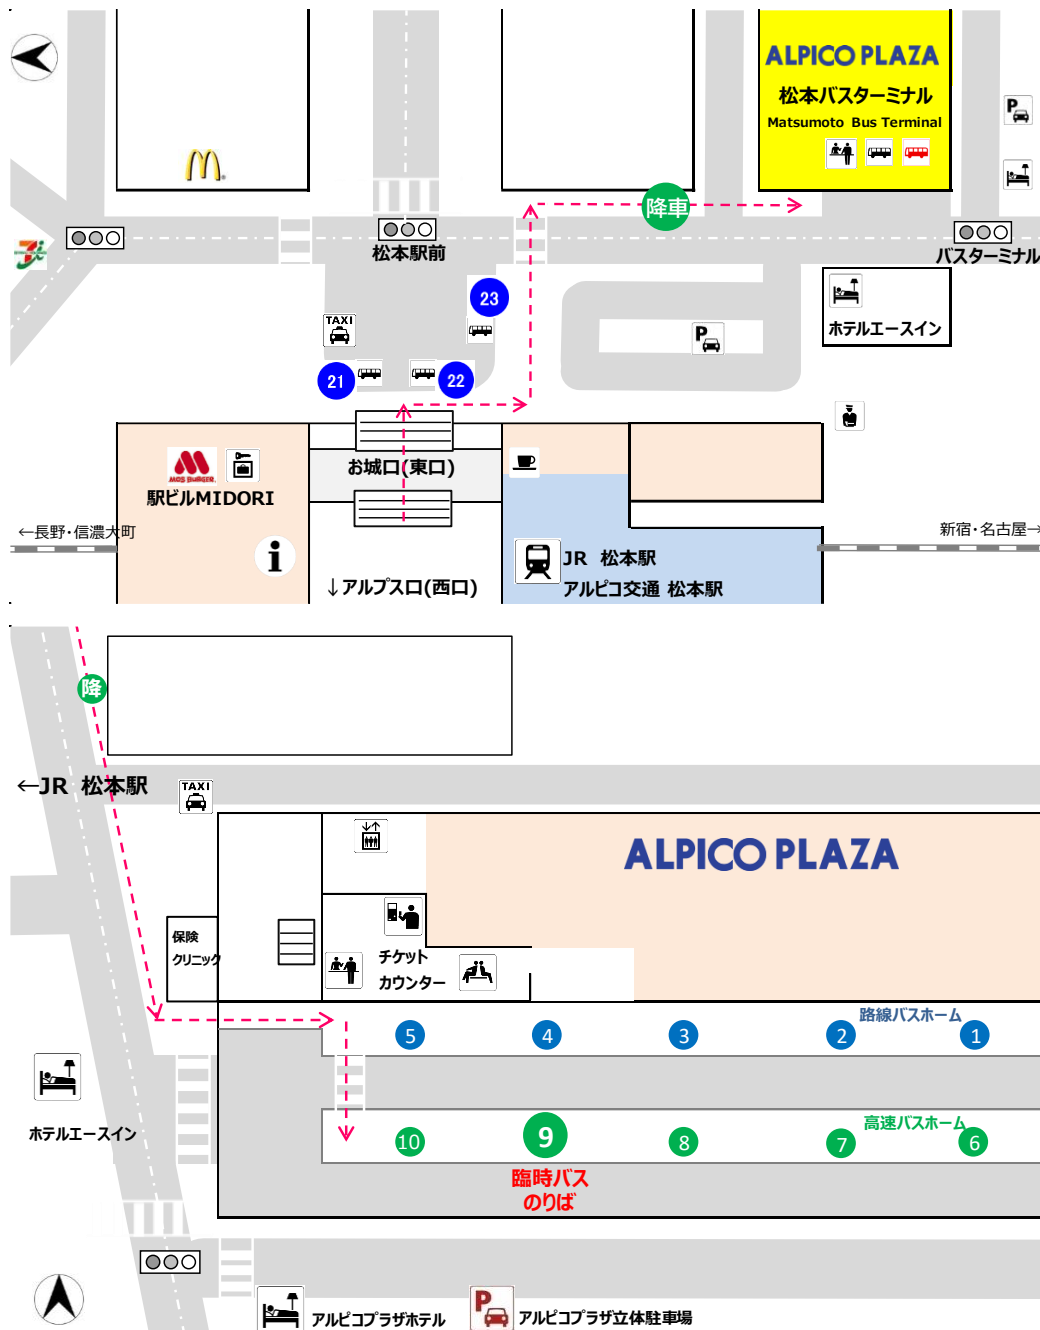 ALPICO PLAZA
松本バスターミナル
Matsumoto Bus Terminal
P
降車
松本駅前
バスターミナル
23
TAXI
P
ホテルエースイン
21
22
お城口(東口)
MOS BURGER
駅ビルMIDORI
←長野・信濃大町
新宿・名古屋→
i
JR 松本駅
↓アルプス口(西口)
アルピコ交通 松本駅
降
←JR 松本駅
TAXI
ALPICO PLAZA
保険
クリニック
チケット
カウンター
路線バスホーム
5
4
3
2
1
ホテルエースイン
高速バスホーム
10
9
8
7
6
臨時バス
のりば
アルピコプラザホテル
P
アルピコプラザ立体駐車場